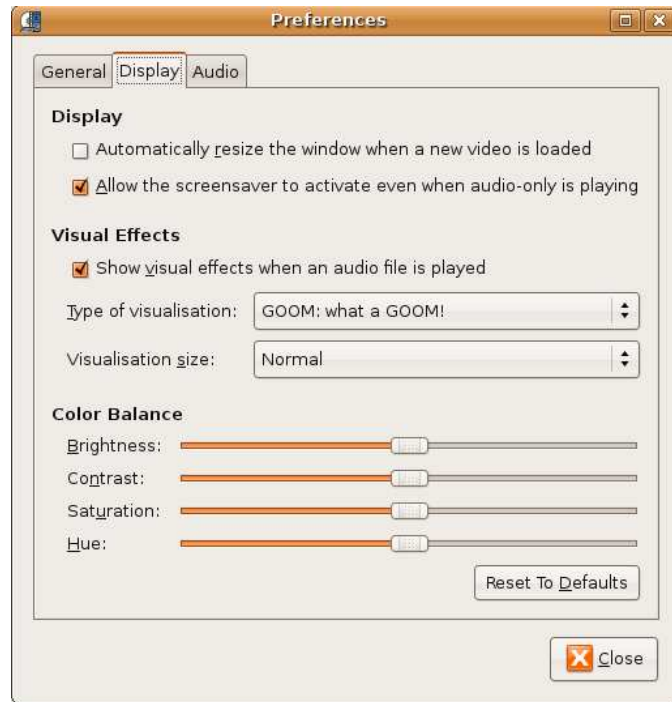 Preferences
General Display Audio
Display
Automatically resize the window when a new video is loaded
Allow the screensaver to activate even when audio-only is playing
Visual Effects
Show visual effects when an audio file is played
Type of visualisation: GOOM: what a GOOM!
Visualisation size: Normal
Color Balance
Brightness:
Contrast:
Saturation:
Hue:
Reset To Defaults
Close